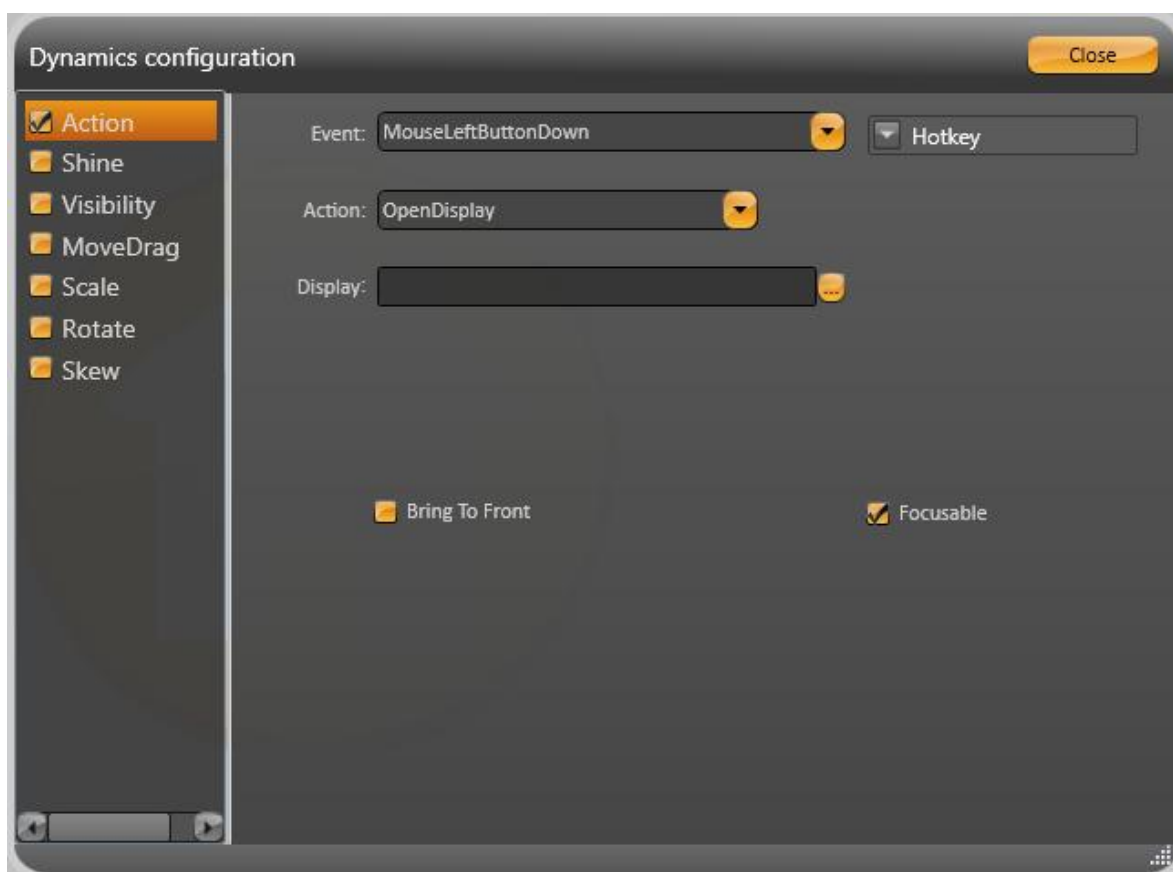 Dynamics configuration
Close
Action
Shine
Visibility
MoveDrag
Scale
Rotate
Skew
Event: MouseLeftButtonDown
Hotkey
Action: OpenDisplay
Display: ...
Bring To Front
Focusable